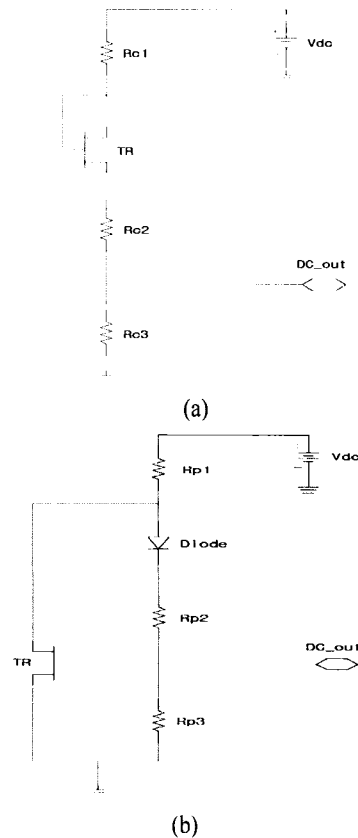 Rc1
Vdc
TR
Rc2
DC_out
Rc3
(a)
Rp1
Vdc
Diode
Rp2
TR
DC_out
Rp3
(b)